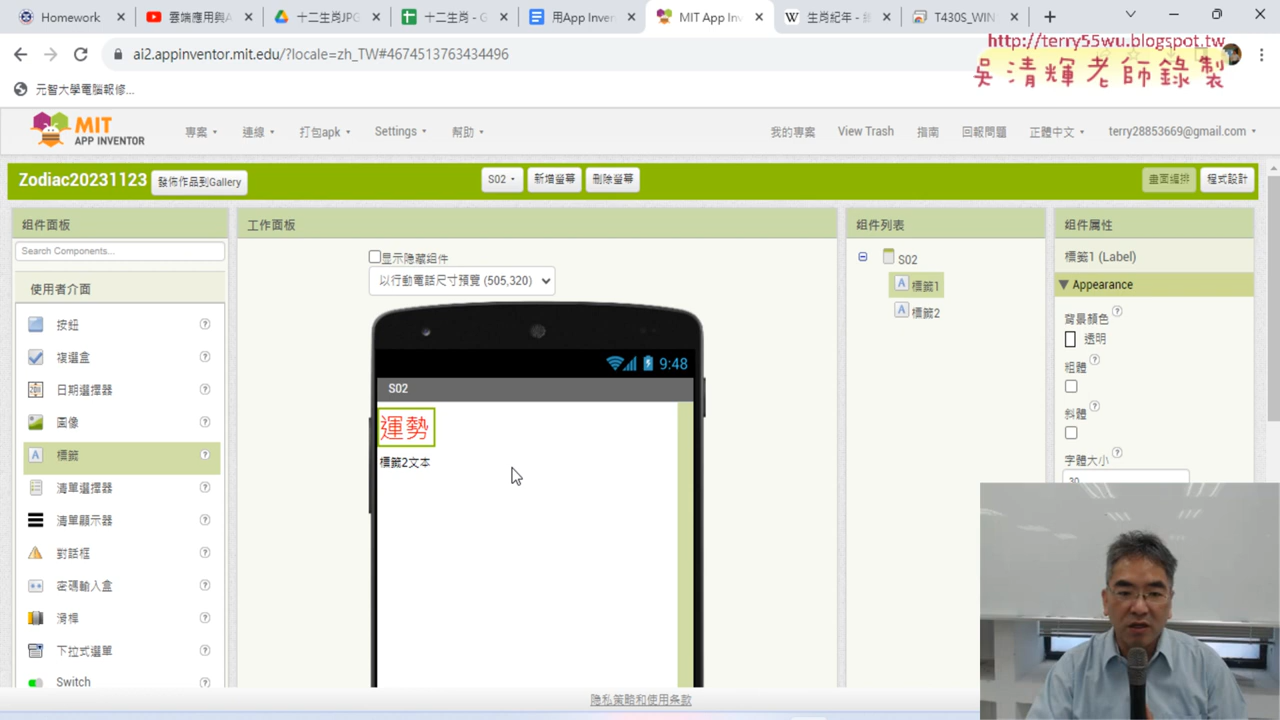 Homework
雲端應用與A
十二生肖JPG
十二生肖 - G
用App Inver
MIT App Inv
生肖紀年 - 維
T430S_WIN
ai2.appinventor.mit.edu/?locale=zh_TW#4674513763434496
http://terry55wu.blogspot.tw
吳清輝老師錄製
元智大學電腦報修...
MIT
APP INVENTOR
專案
連線
打包apk
Settings
幫助
我的專案
View Trash
指南
回報問題
正體中文
terry28853669@gmail.com
Zodiac20231123
發佈作品到Gallery
S02
新增螢幕
刪除螢幕
畫面編排
程式設計
組件面板
工作面板
組件列表
組件属性
Search Components...
显示隐藏组件
以行動電話尺寸預覽 (505,320)
S02
標籤1
標籤2
標籤1 (Label)
Appearance
背景顏色
透明
粗體
斜體
字體大小
30
使用者介面
按鈕
複選盒
日期選擇器
圖像
標籤
清單選擇器
清單顯示器
對話框
密碼輸入盒
滑桿
下拉式選單
Switch
9:48
S02
運勢
標籤2文本
隐私策略和使用条款